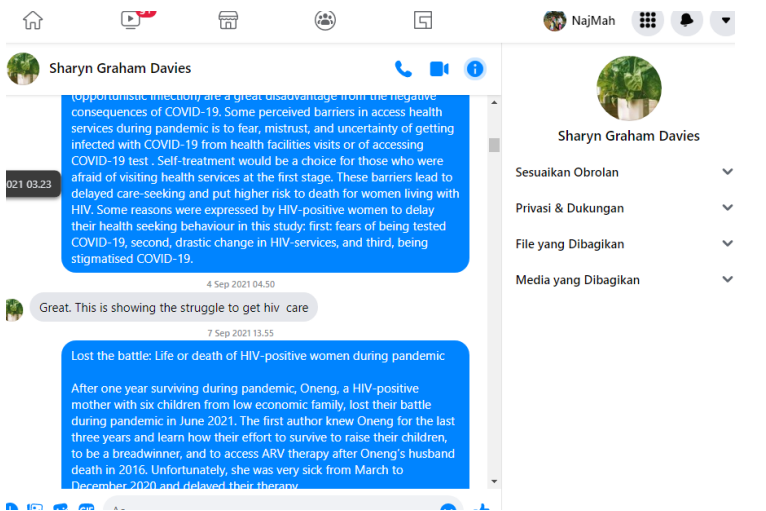 NajMah
Sharyn Graham Davies
(opportunistic infection) are a great disadvantage from the negative
consequences of COVID-19. Some perceived barriers in access health
services during pandemic is to fear, mistrust, and uncertainty of getting
infected with COVID-19 from health facilities visits or of accessing
COVID-19 test . Self-treatment would be a choice for those who were
afraid of visiting health services at the first stage. These barriers lead to
delayed care-seeking and put higher risk to death for women living with
HIV. Some reasons were expressed by HIV-positive women to delay
their health seeking behaviour in this study: first: fears of being tested
COVID-19, second, drastic change in HIV-services, and third, being
stigmatised COVID-19.
021 03.23
4 Sep 2021 04.50
Great. This is showing the struggle to get hiv care
7 Sep 2021 13.55
Lost the battle: Life or death of HIV-positive women during pandemic
After one year surviving during pandemic, Oneng, a HIV-positive
mother with six children from low economic family, lost their battle
during pandemic in June 2021. The first author knew Oneng for the last
three years and learn how their effort to survive to raise their children,
to be a breadwinner, and to access ARV therapy after Oneng's husband
death in 2016. Unfortunately, she was very sick from March to
December 2020 and delayed their therapy
Sharyn Graham Davies
Sesuaikan Obrolan
Privasi & Dukungan
File yang Dibagikan
Media yang Dibagikan